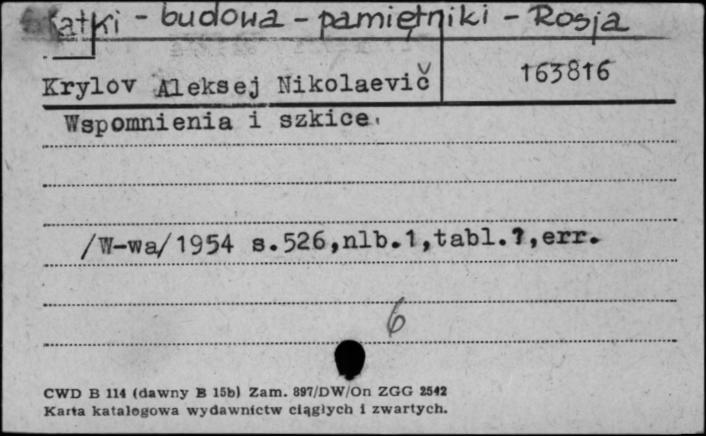 Statki - budowa - pamiętniki - Rosja
Krylov Aleksej Nikolaevič 163816
Wspomnienia i szkice.
/W-wa/1954 s.526,nlb.1,tabl.?,err.
6
CWD B 114 (dawny B 15b) Zam. 897/DW/On ZGG 2542
Karta katalogowa wydawnictw ciągłych i zwartych.